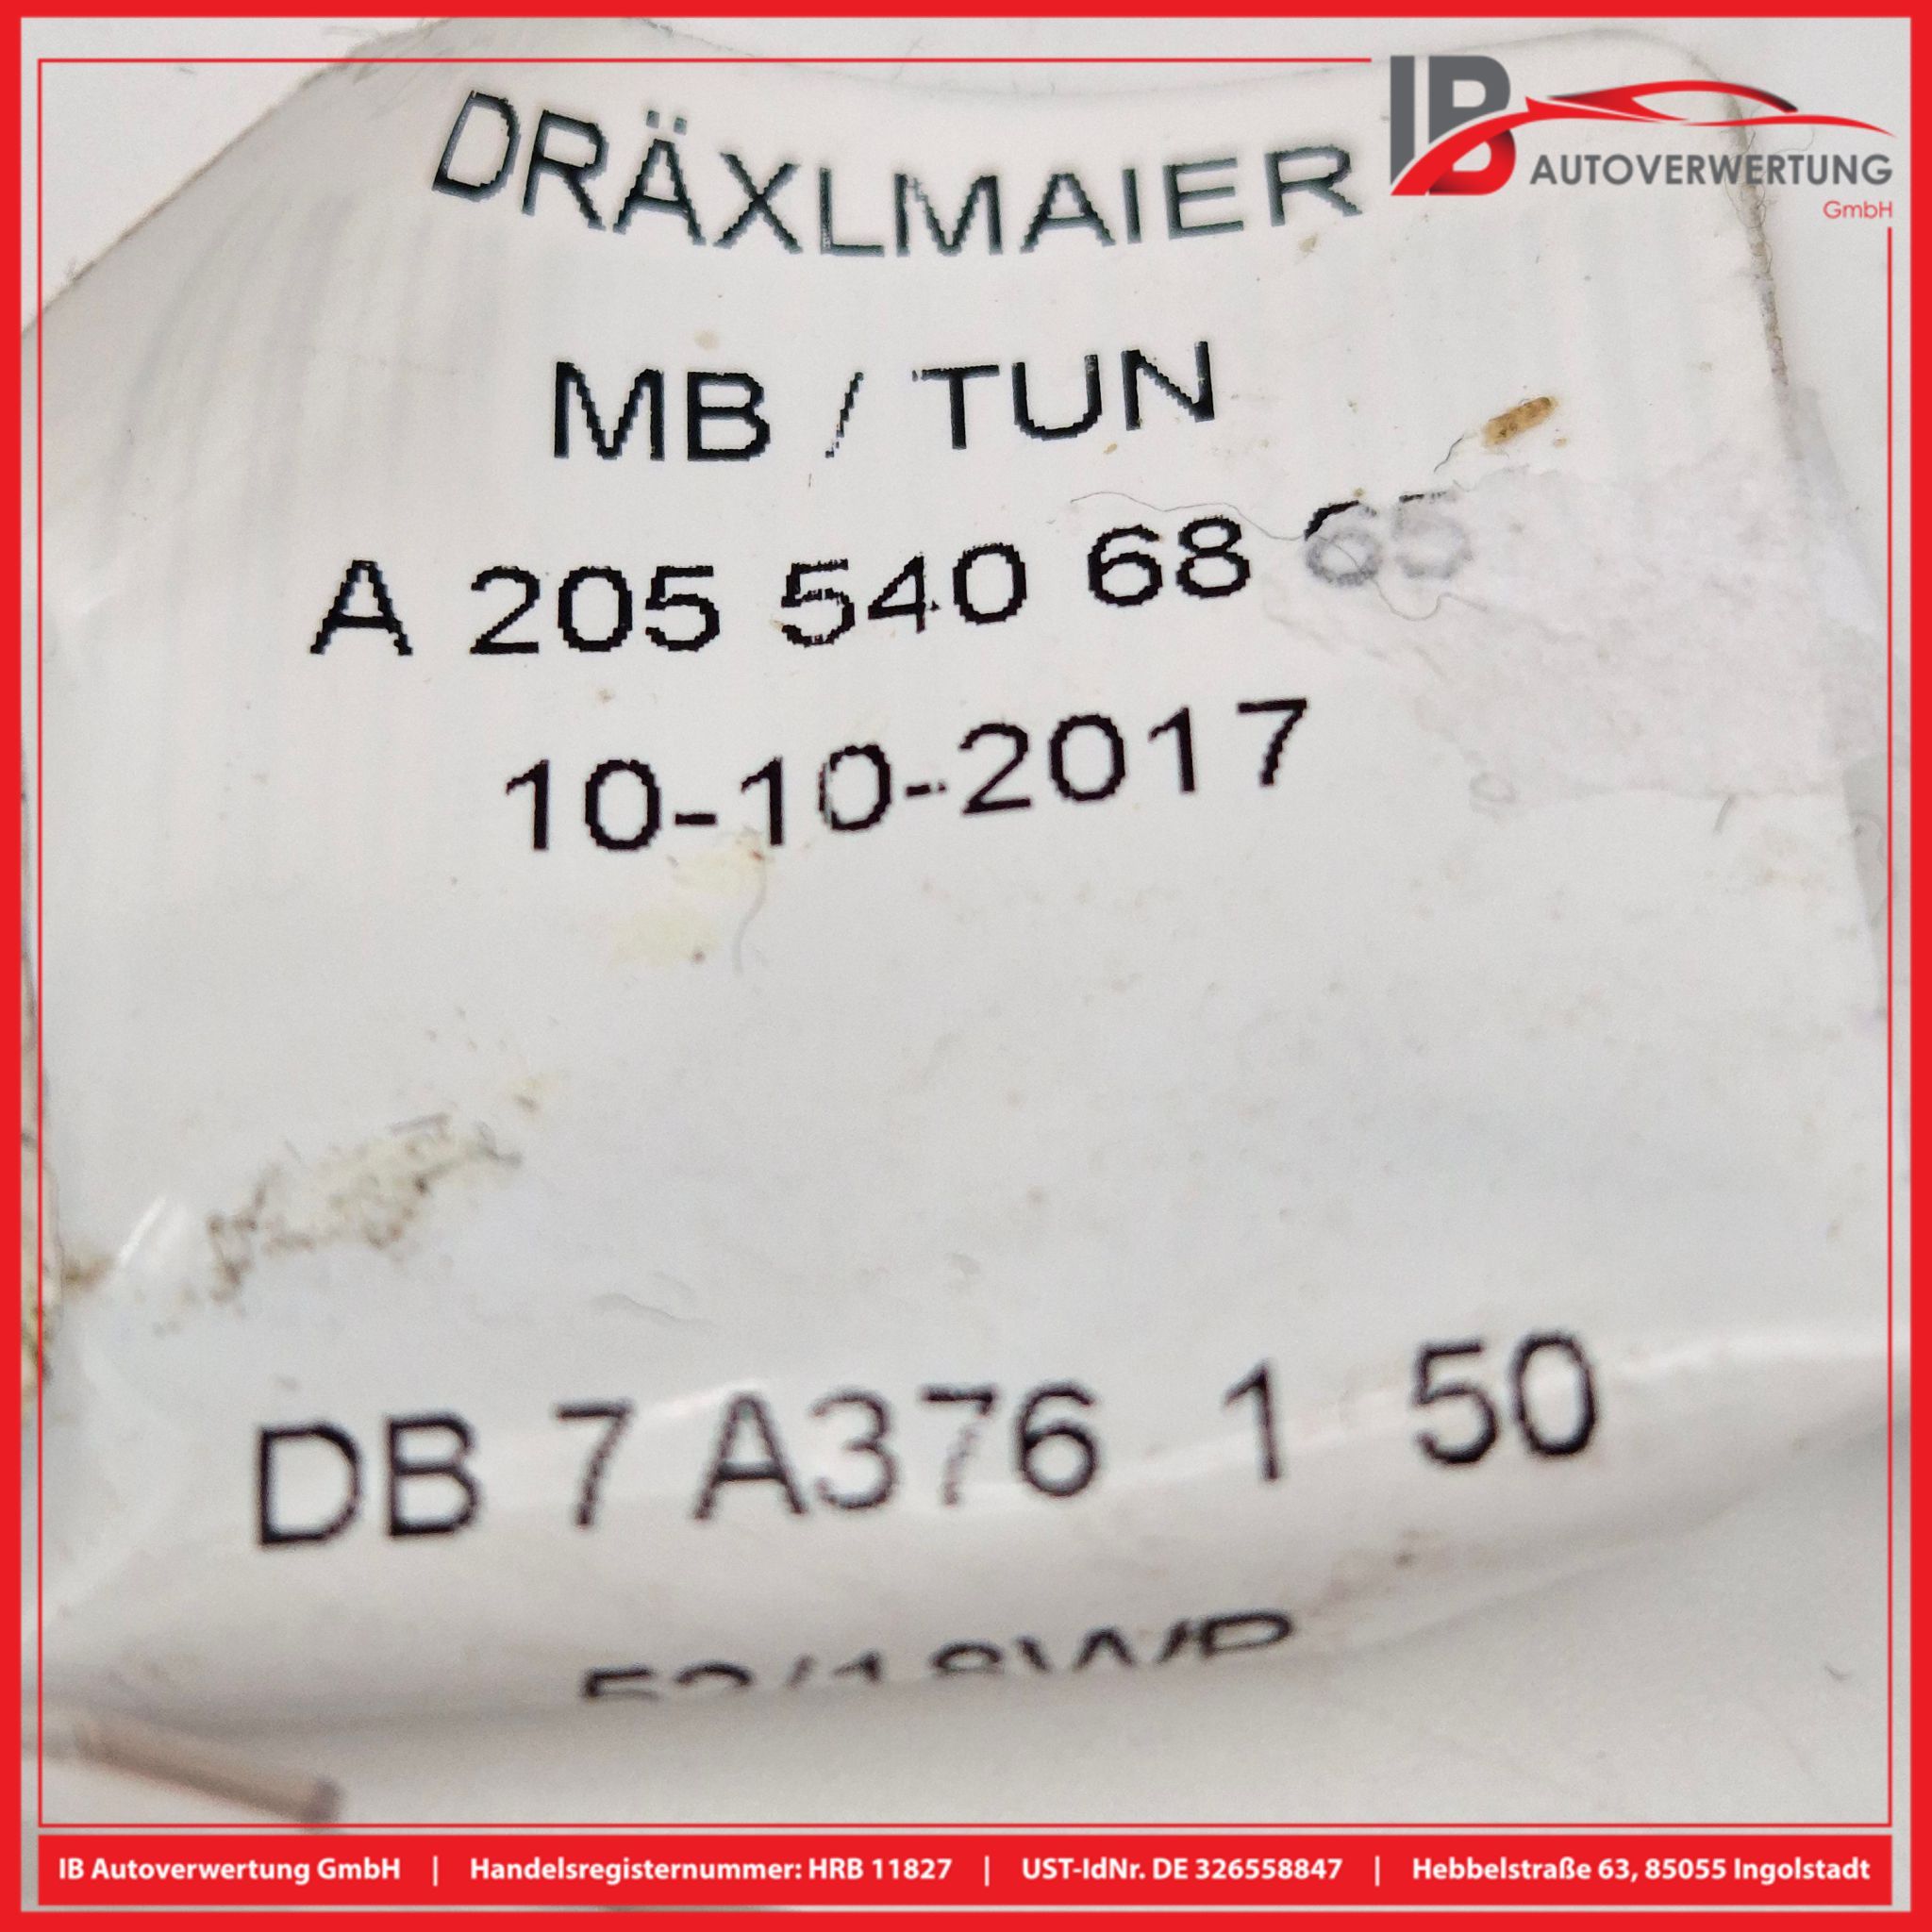 IB AUTOVERWERTUNG
GmbH
DRÄXLMAIER
MB / TUN
A 205 540 68 65
10-10-2017
DB 7 A376 1 50
IB Autoverwertung GmbH | Handelsregisternummer: HRB 11827 | UST-IdNr. DE 326558847 | Hebbelstraße 63, 85055 Ingolstadt